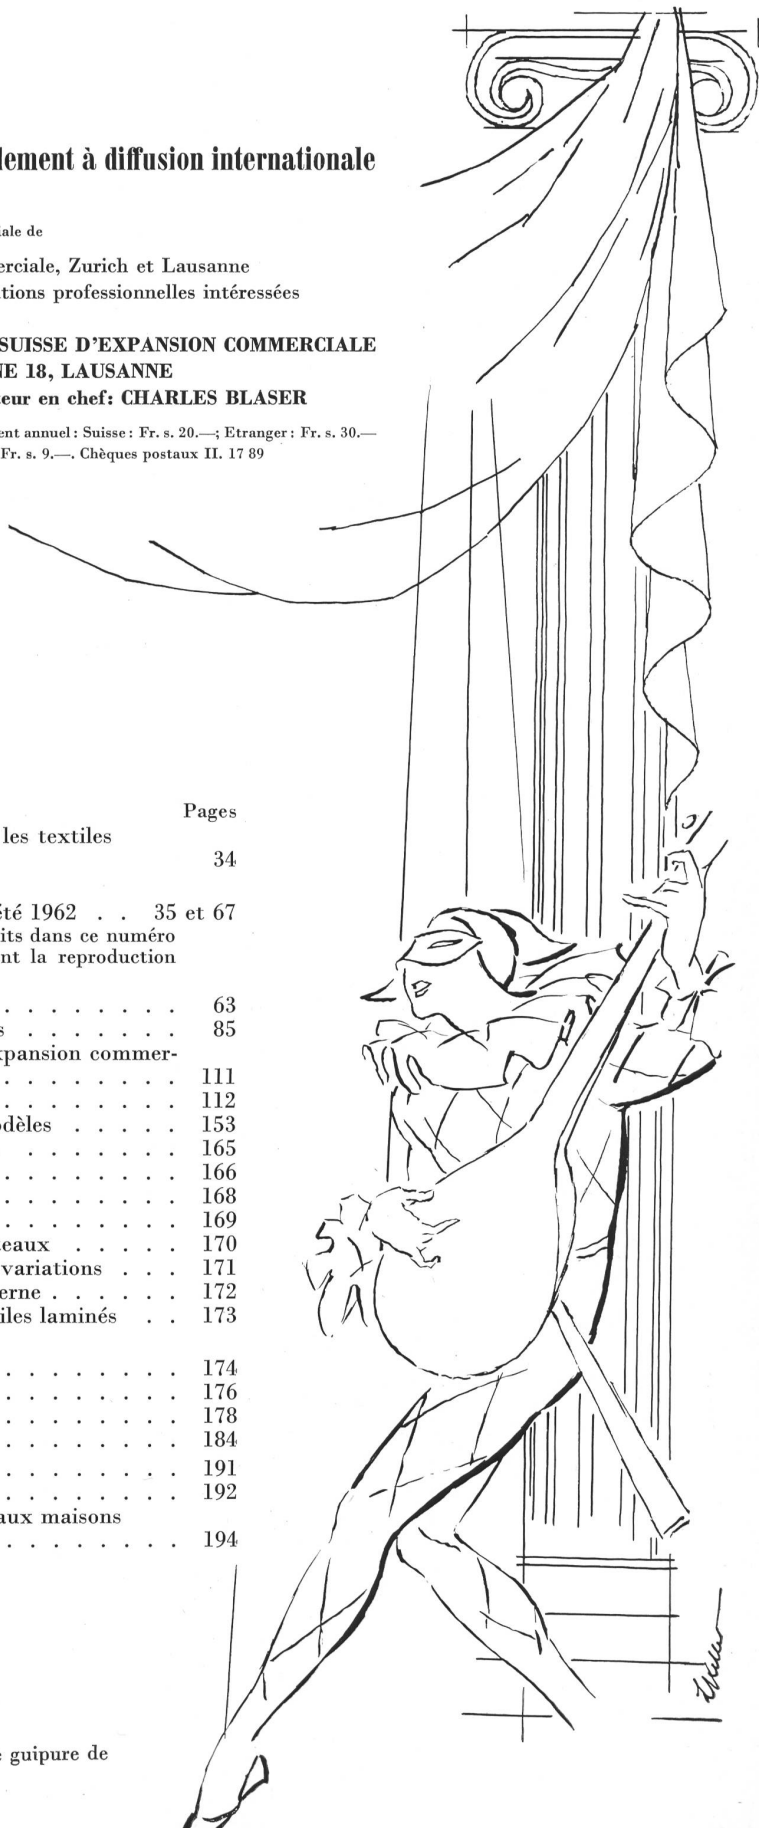 lement à diffusion internationale
iale de
erciale, Zurich et Lausanne
tions professionnelles intéressées
SUISSE D'EXPANSION COMMERCIALE
NE 18, LAUSANNE
teur en chef: CHARLES BLASER
ent annuel: Suisse: Fr. s. 20.—; Etranger: Fr. s. 30.—
Fr. s. 9.—. Chèques postaux II. 17 89
Pages
les textiles
34
été 1962 . . 35 et 67
its dans ce numéro
nt la reproduction
. . . . . . . . 63
s . . . . . . . 85
xpansion commer-
. . . . . . . . 111
. . . . . . . . 112
odèles . . . . . 153
. . . . . . . 165
. . . . . . . . 166
. . . . . . . . 168
. . . . . . . . 169
teaux . . . . . 170
variations . . . 171
erne . . . . . . 172
iles laminés . . 173
. . . . . . . . 174
. . . . . . . . 176
. . . . . . . . 178
. . . . . . . . 184
. . . . . . . . 191
. . . . . . . . 192
aux maisons
. . . . . . . . 194
e guipure de